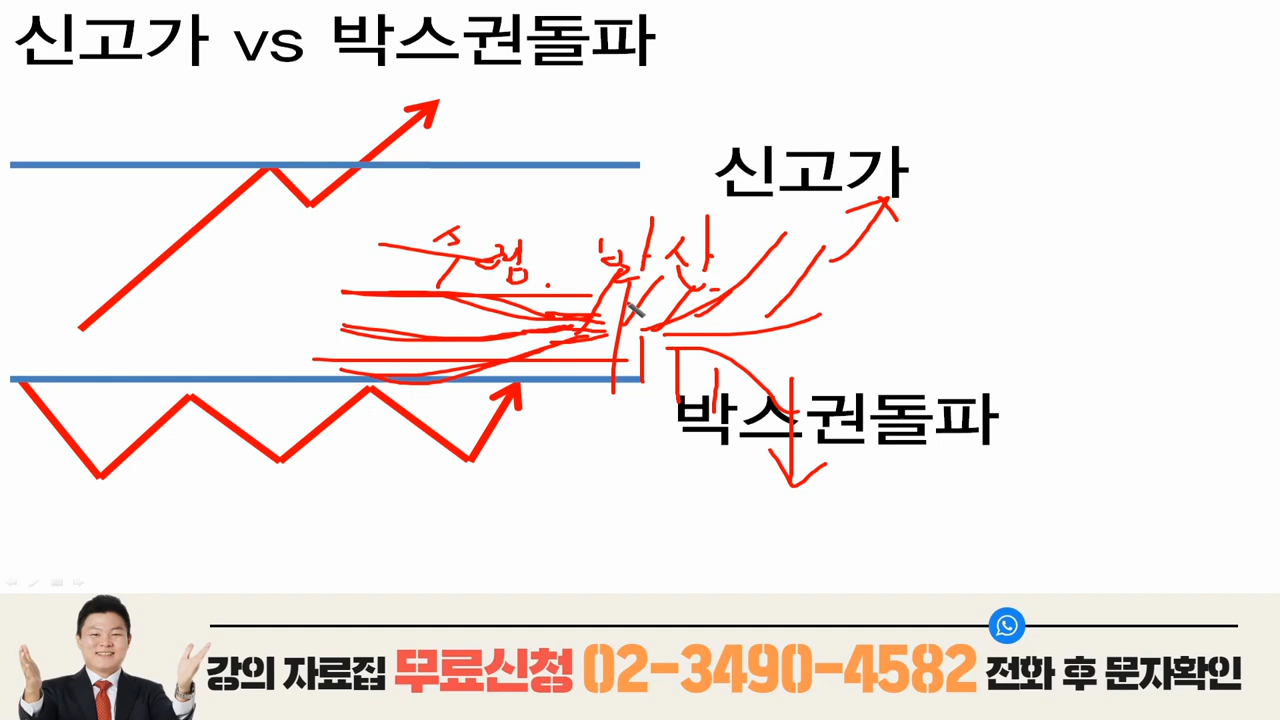 신고가 vs 박스권돌파
신고가
수렴. 발산
박스권돌파
강의 자료집 무료신청 02-3490-4582 전화 후 문자확인